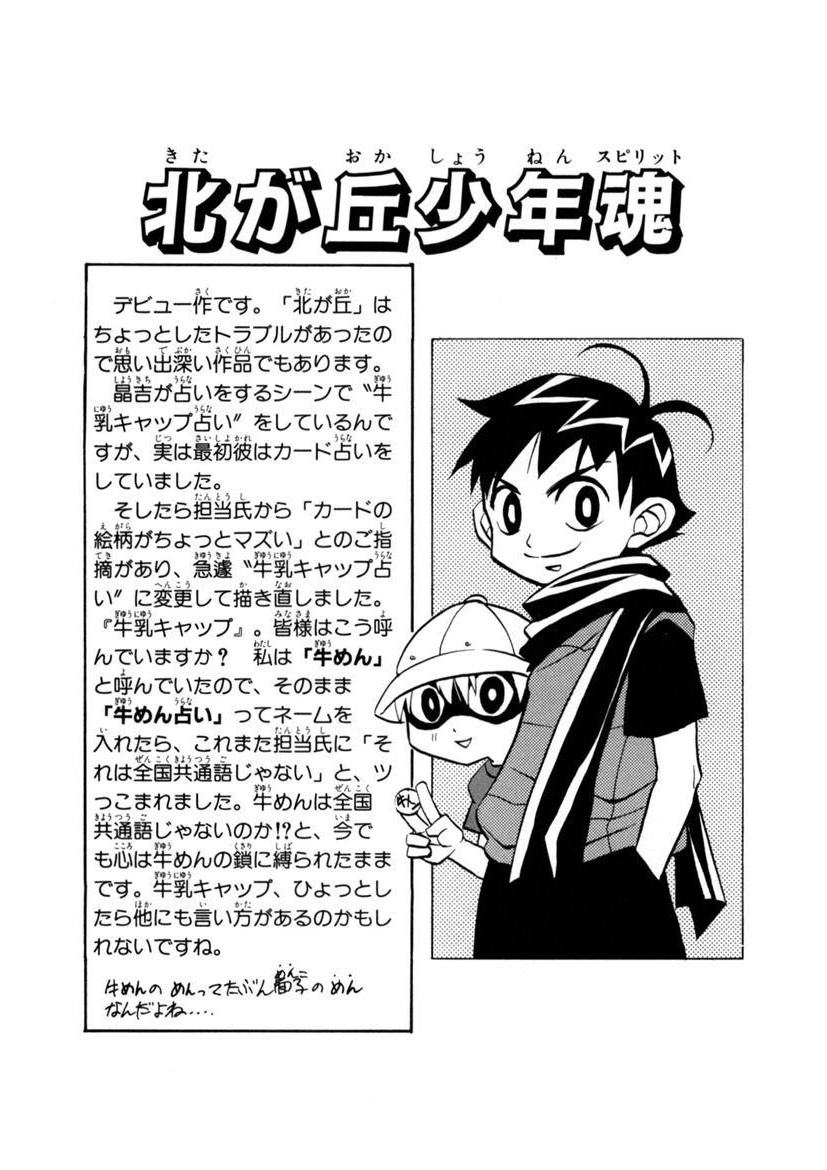 きた おか しょう ねん スピリット
北が丘少年魂
デビュー作です。「北が丘」は
ちょっとしたトラブルがあったの
で思い出深い作品でもあります。
晶吉が占いをするシーンで〝牛
乳キャップ占い〟をしているんで
すが、実は最初彼はカード占いを
していました。
そしたら担当氏から「カードの
絵柄がちょっとマズい」とのご指
摘があり、急遽〝牛乳キャップ占
い〟に変更して描き直しました。
『牛乳キャップ』。皆様はこう呼
んでいますか? 私は「牛めん」
と呼んでいたので、そのまま
「牛めん占い」ってネームを
入れたら、これまた担当氏に「そ
れは全国共通語じゃない」と、ツ
っこまれました。牛めんは全国
共通語じゃないのか!?と、今で
も心は牛めんの鎖に縛られたまま
です。牛乳キャップ、ひょっとし
たら他にも言い方があるのかもし
れないですね。
牛めんの めんってたぶん面子の めん
なんだよね‥‥